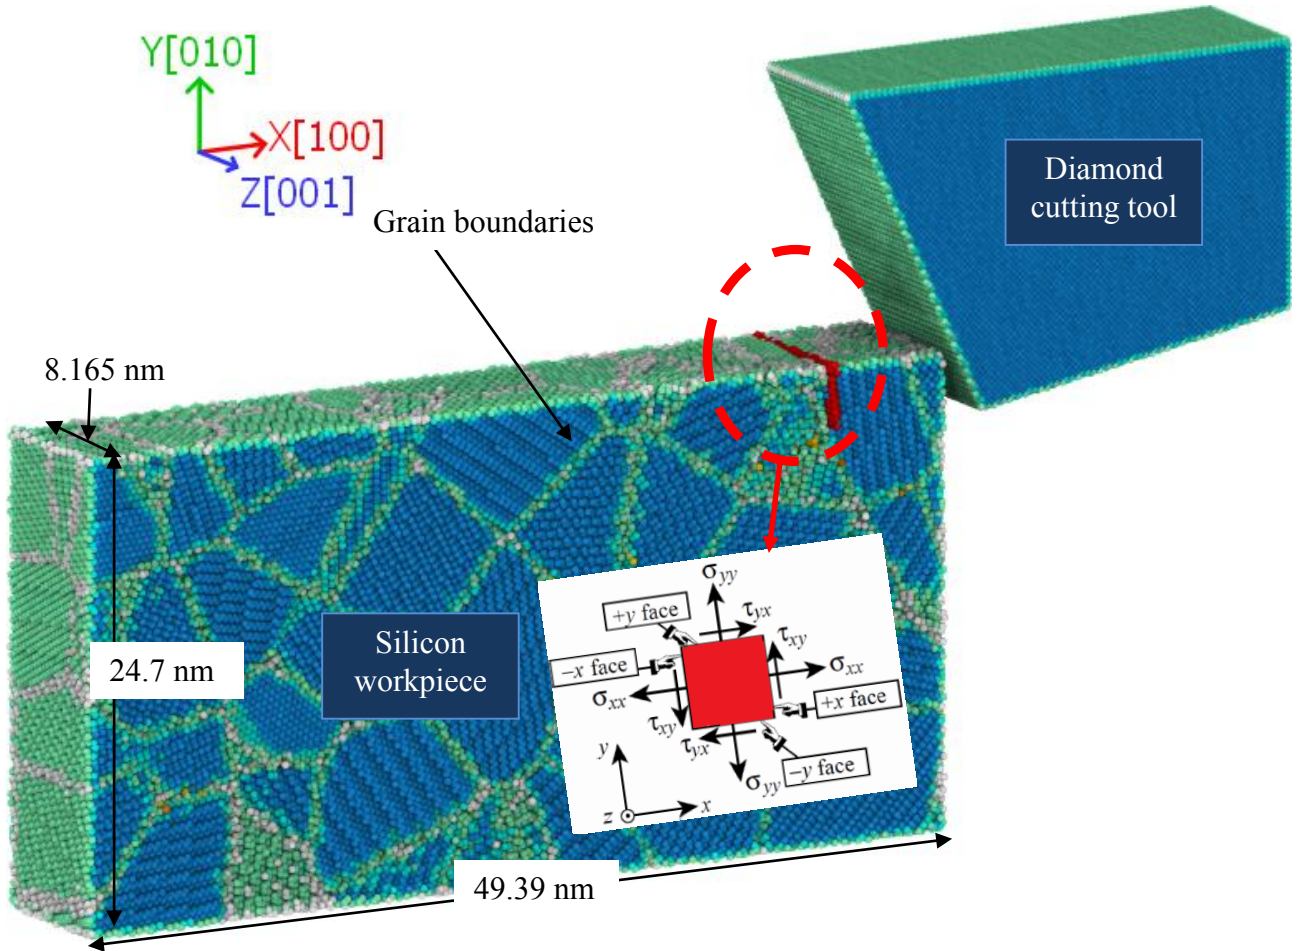 Y[010]
X[100]
Z[001]
Grain boundaries
Diamond
cutting tool
8.165 nm
24.7 nm
Silicon
workpiece
49.39 nm
σyy
+y face
τyx
τxy
−x face
σxx
σxx
+x face
τxy
τyx
−y face
σyy
y
x
z